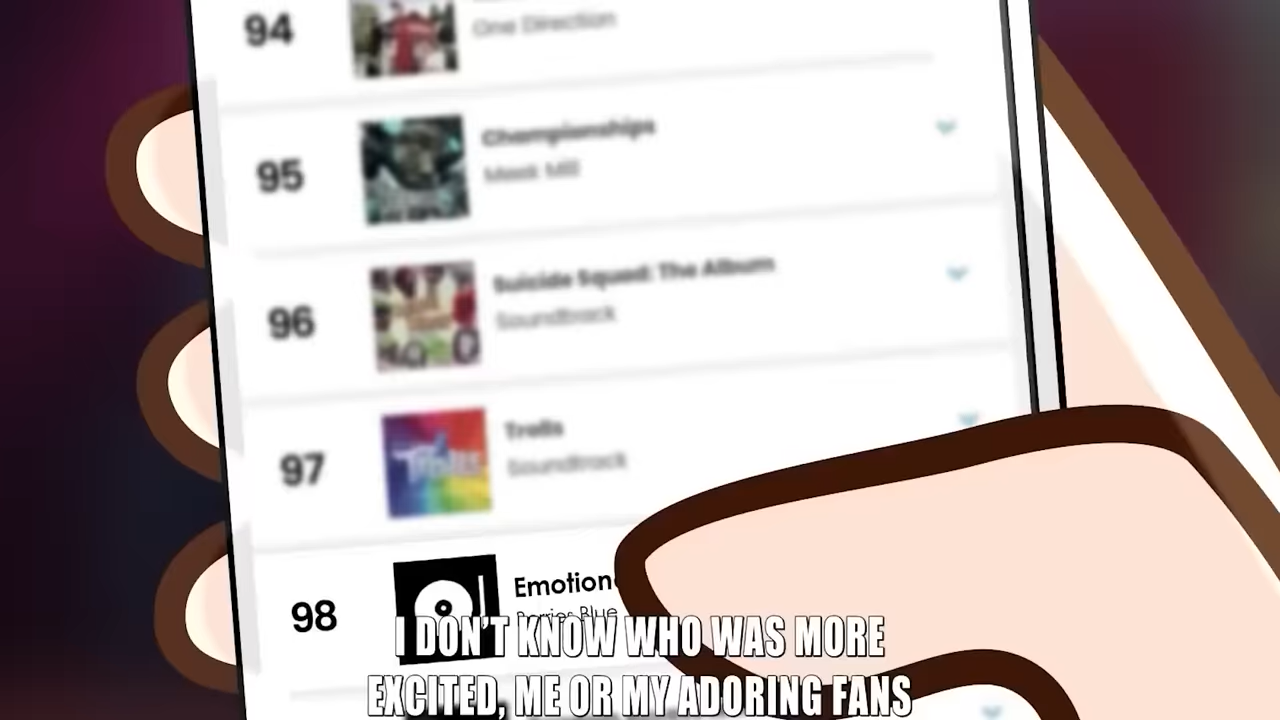 94
One Direction
95
Championships
Meek Mill
96
Suicide Squad: The Album
Soundtrack
97
Trolls
Soundtrack
98
Emotion
Blue
I DON'T KNOW WHO WAS MORE
EXCITED, ME OR MY ADORING FANS